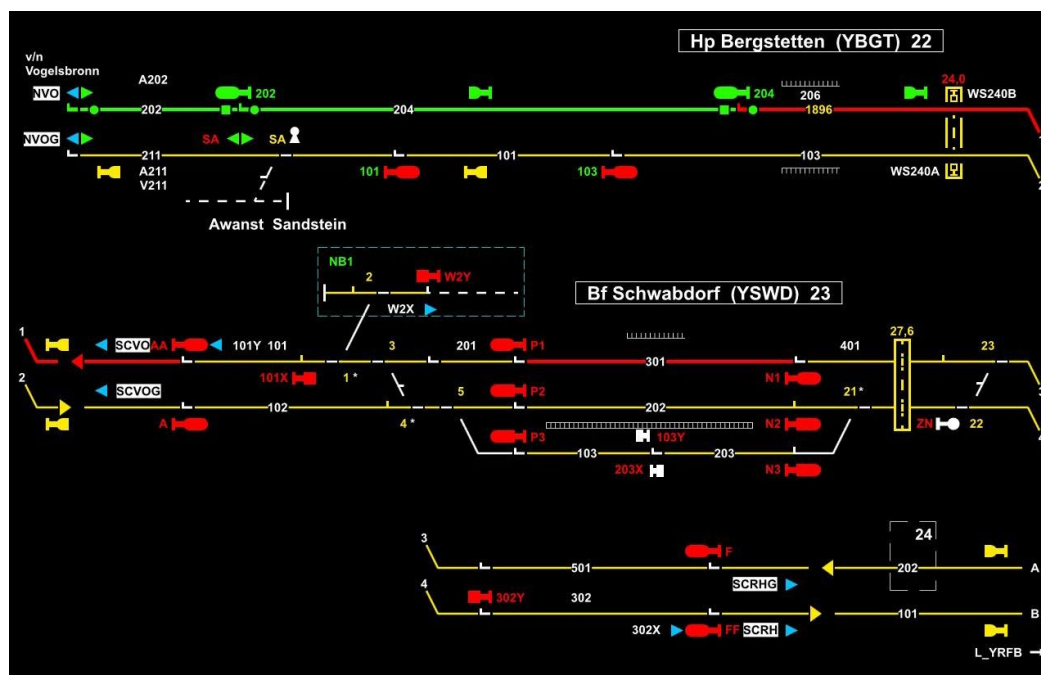 Hp Bergstetten (YBGT) 22
v/n
Vogelsbronn
A202
NVO
202
204
24,0
WS240B
202
204
206
1896
1
NVOG
SA
SA
211
101
103
A211
V211
101
103
WS240A
2
Awanst Sandstein
NB1
2
W2Y
W2X
Bf Schwabdorf (YSWD) 23
1
SCVO AA
101Y 101
3
201
P1
301
401
27,6
23
2
SCVOG
101X
1 *
5
P2
N1
21 *
3
102
202
A
4 *
P3
103Y
N2
ZN
22
4
103
203
203X
N3
3
F
24
501
202
A
4
302Y
302
SCRHG
101
B
302X
FF SCRH
L_YRFB